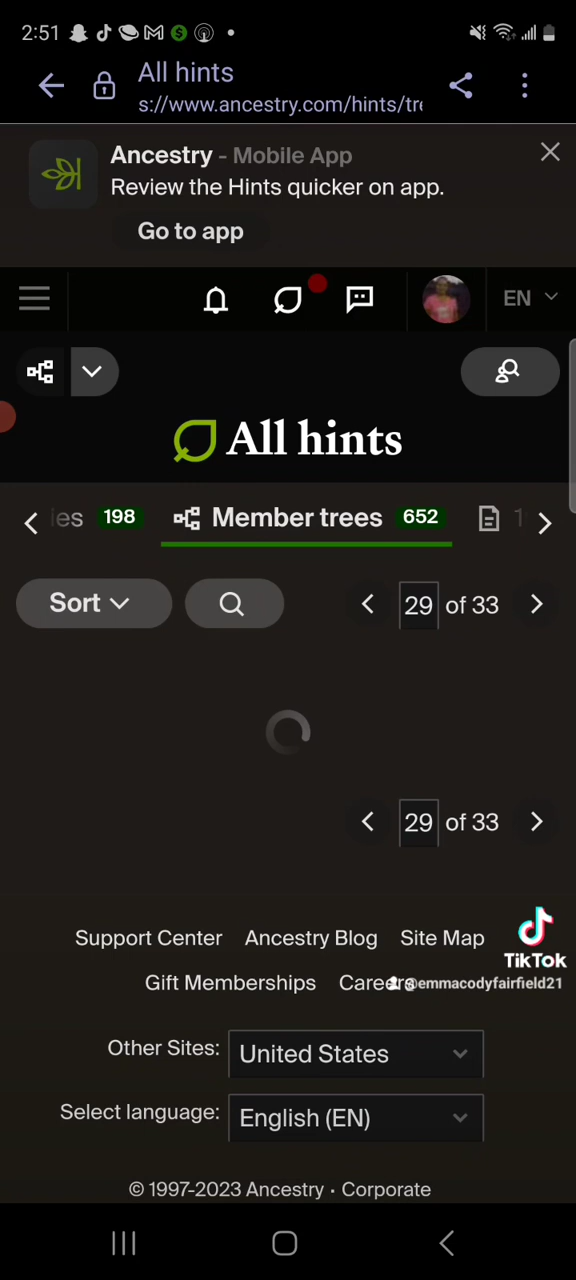 2:51
All hints
s://www.ancestry.com/hints/tre
Ancestry - Mobile App
Review the Hints quicker on app.
Go to app
EN
All hints
es 198 Member trees 652 1
Sort 29 of 33
29 of 33
Support Center Ancestry Blog Site Map
TikTok
Gift Memberships Careers @emmacodyfairfield21
Other Sites: United States
Select language: English (EN)
© 1997-2023 Ancestry · Corporate